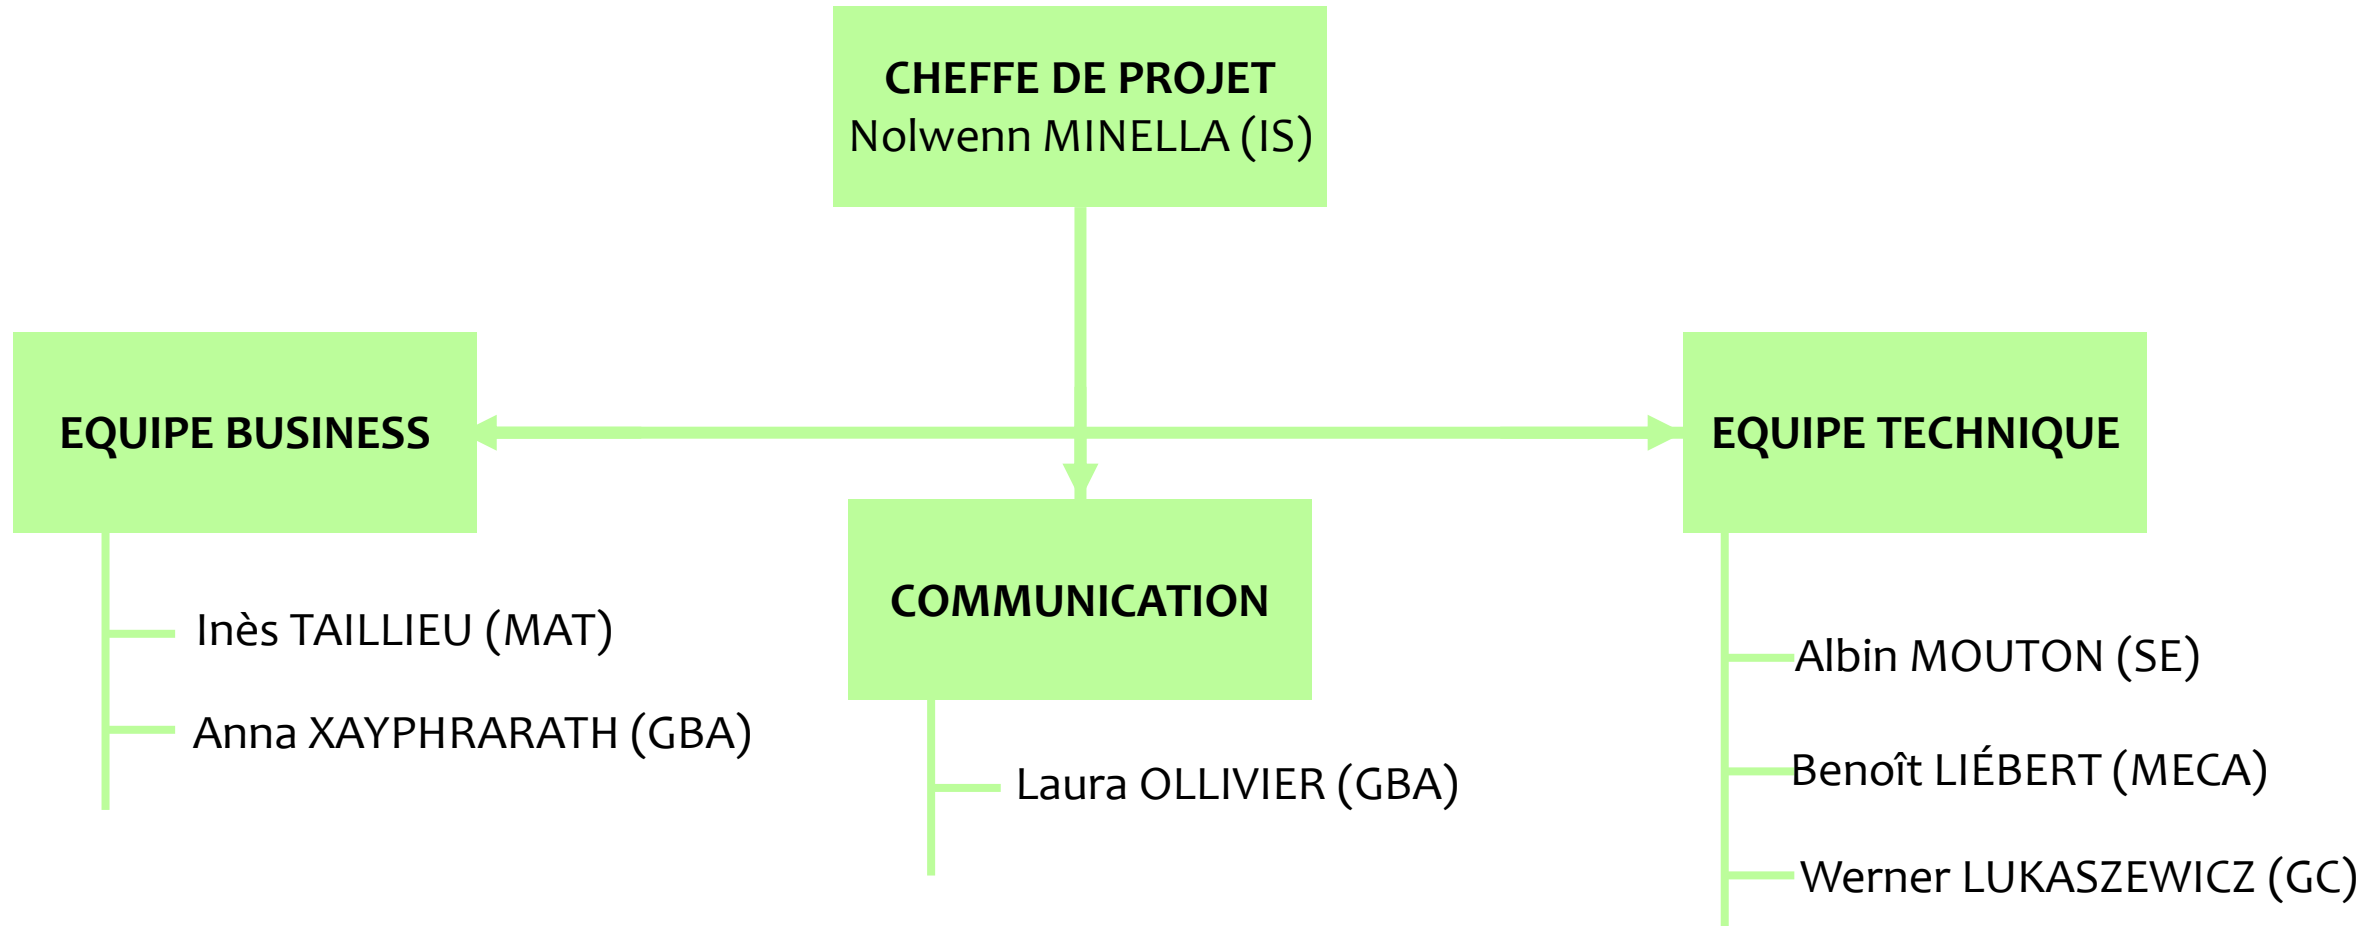 CHEFFE DE PROJET
Nolwenn MINELLA (IS)
EQUIPE BUSINESS
Inès TAILLIEU (MAT)
Anna XAYPHRARATH (GBA)
COMMUNICATION
Laura OLLIVIER (GBA)
EQUIPE TECHNIQUE
Albin MOUTON (SE)
Benoît LIÉBERT (MECA)
Werner LUKASZEWICZ (GC)